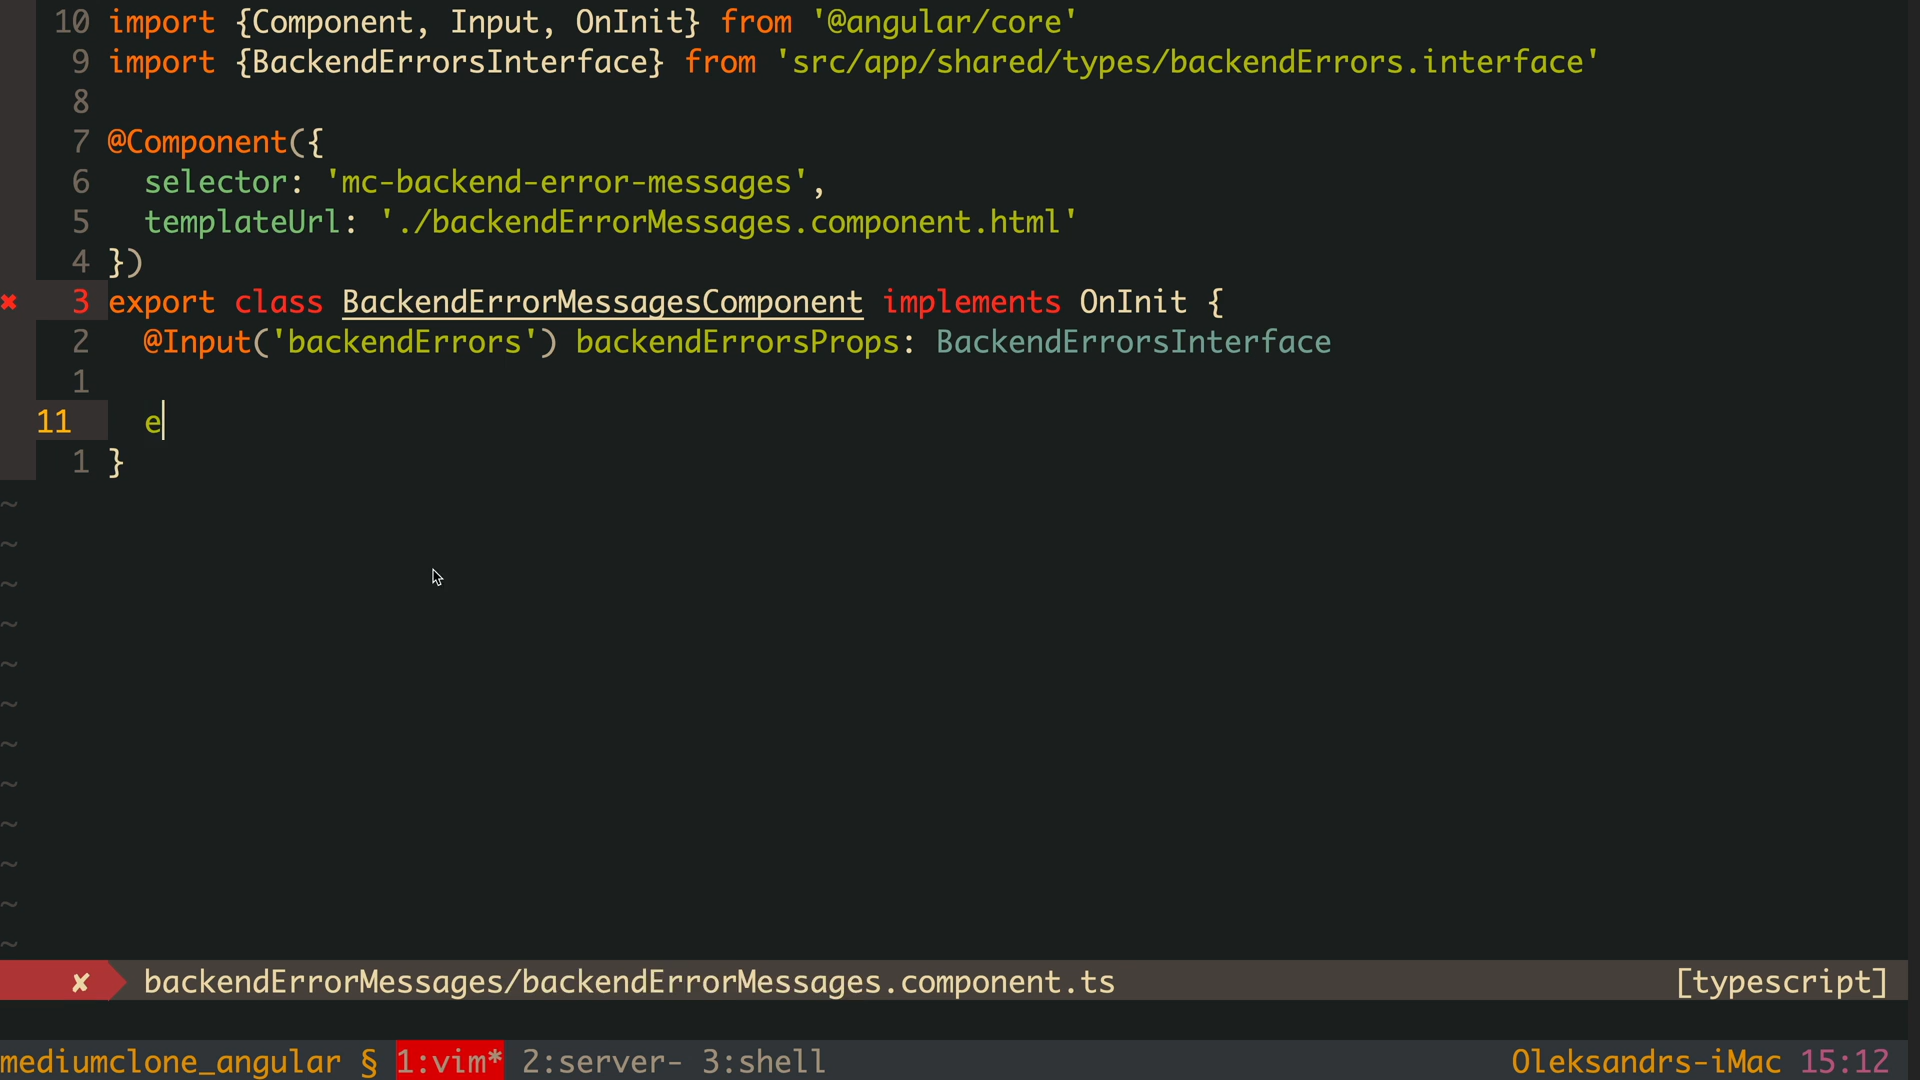 10 import {Component, Input, OnInit} from '@angular/core'
9 import {BackendErrorsInterface} from 'src/app/shared/types/backendErrors.interface'
8
7 @Component({
6   selector: 'mc-backend-error-messages',
5   templateUrl: './backendErrorMessages.component.html'
4 })
✖ 3 export class BackendErrorMessagesComponent implements OnInit {
2   @Input('backendErrors') backendErrorsProps: BackendErrorsInterface
1
11   e
1 }
~
~
~
~
~
~
~
~
~
~
~
~
✘ backendErrorMessages/backendErrorMessages.component.ts [typescript]
mediumclone_angular § 1:vim* 2:server- 3:shell Oleksandrs-iMac 15:12